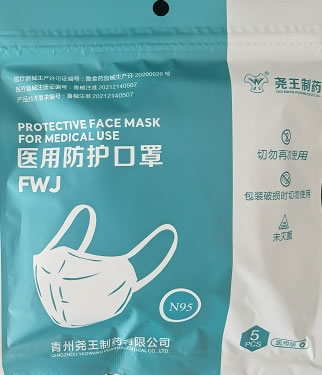 医疗器械生产许可证编号：鲁食药监械生产许20200020号
医疗器械注册证编号：鲁械注准20212140507
产品技术要求编号：鲁械注准20212140507
尧王制药
PROTECTIVE FACE MASK
FOR MEDICAL USE
医用防护口罩
FWJ
切勿再次使用
包装破损时切勿使用
未灭菌
N95
青州尧王制药有限公司
QINGZHOU YAOWANG PHARMACEUTICAL CO.,LTD.
5
PCS